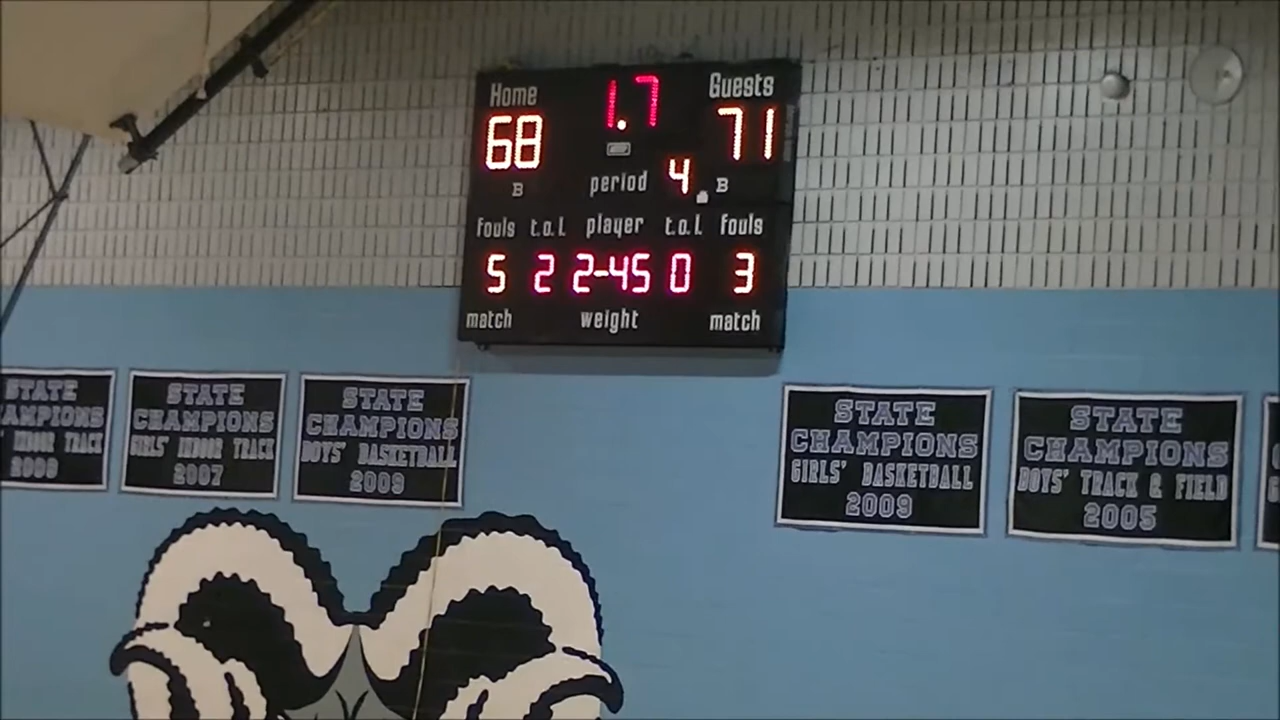 Home 1.7 Guests
68 71
period 4
B B
fouls t.o.l. player t.o.l. fouls
5 2 2-45 0 3
match weight match
STATE
CHAMPIONS
INDOOR TRACK
STATE
CHAMPIONS
GIRLS' INDOOR TRACK
2007
STATE
CHAMPIONS
BOYS' BASKETBALL
2009
STATE
CHAMPIONS
GIRLS' BASKETBALL
2009
STATE
CHAMPIONS
BOYS' TRACK & FIELD
2005